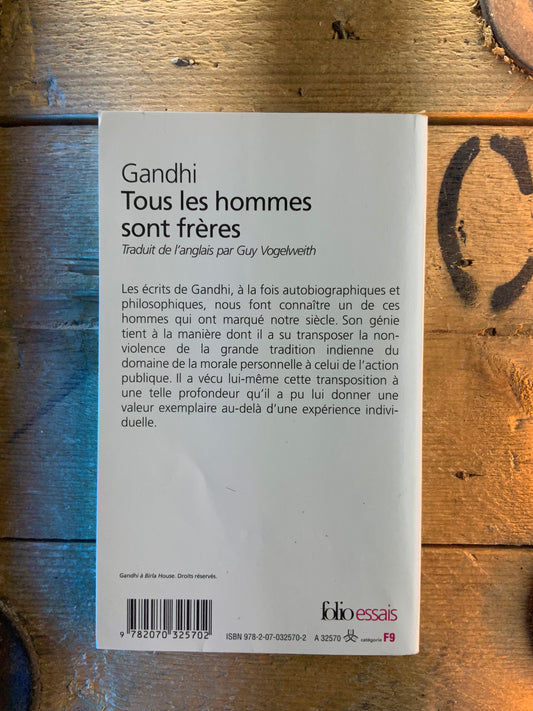 Gandhi
Tous les hommes
sont frères
Traduit de l'anglais par Guy Vogelweith
Les écrits de Gandhi, à la fois autobiographiques et
philosophiques, nous font connaître un de ces
hommes qui ont marqué notre siècle. Son génie
tient à la manière dont il a su transposer la non-
violence de la grande tradition indienne du
domaine de la morale personnelle à celui de l'action
publique. Il a vécu lui-même cette transposition à
une telle profondeur qu'il a pu lui donner une
valeur exemplaire au-delà d'une expérience indivi-
duelle.
Gandhi à Birla House. Droits réservés.
folio essais
9 782070 325702
ISBN 978-2-07-032570-2 A 32570 catégorie F9